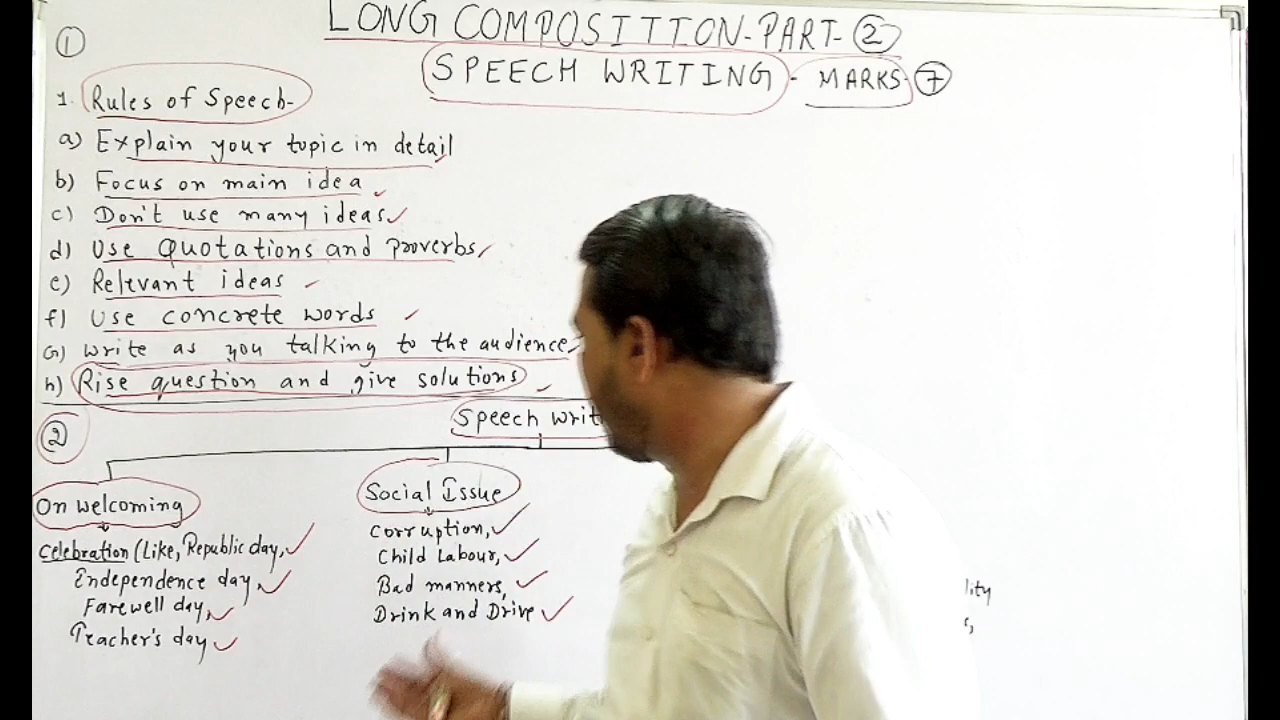 LONG COMPOSITION-PART-2
SPEECH WRITING - MARKS-7
1
1. Rules of Speech-
a) Explain your topic in detail
b) Focus on main idea
c) Don't use many ideas
d) Use Quotations and proverbs
e) Relevant ideas
f) Use concrete words
G) write as you talking to the audience
h) Rise question and give solutions
2
Speech Writ
On welcoming
celebration (Like, Republic day,
Independence day,
Farewell day,
Teacher's day
Social Issue
Corruption,
Child Labour,
Bad manners,
Drink and Drive
lity